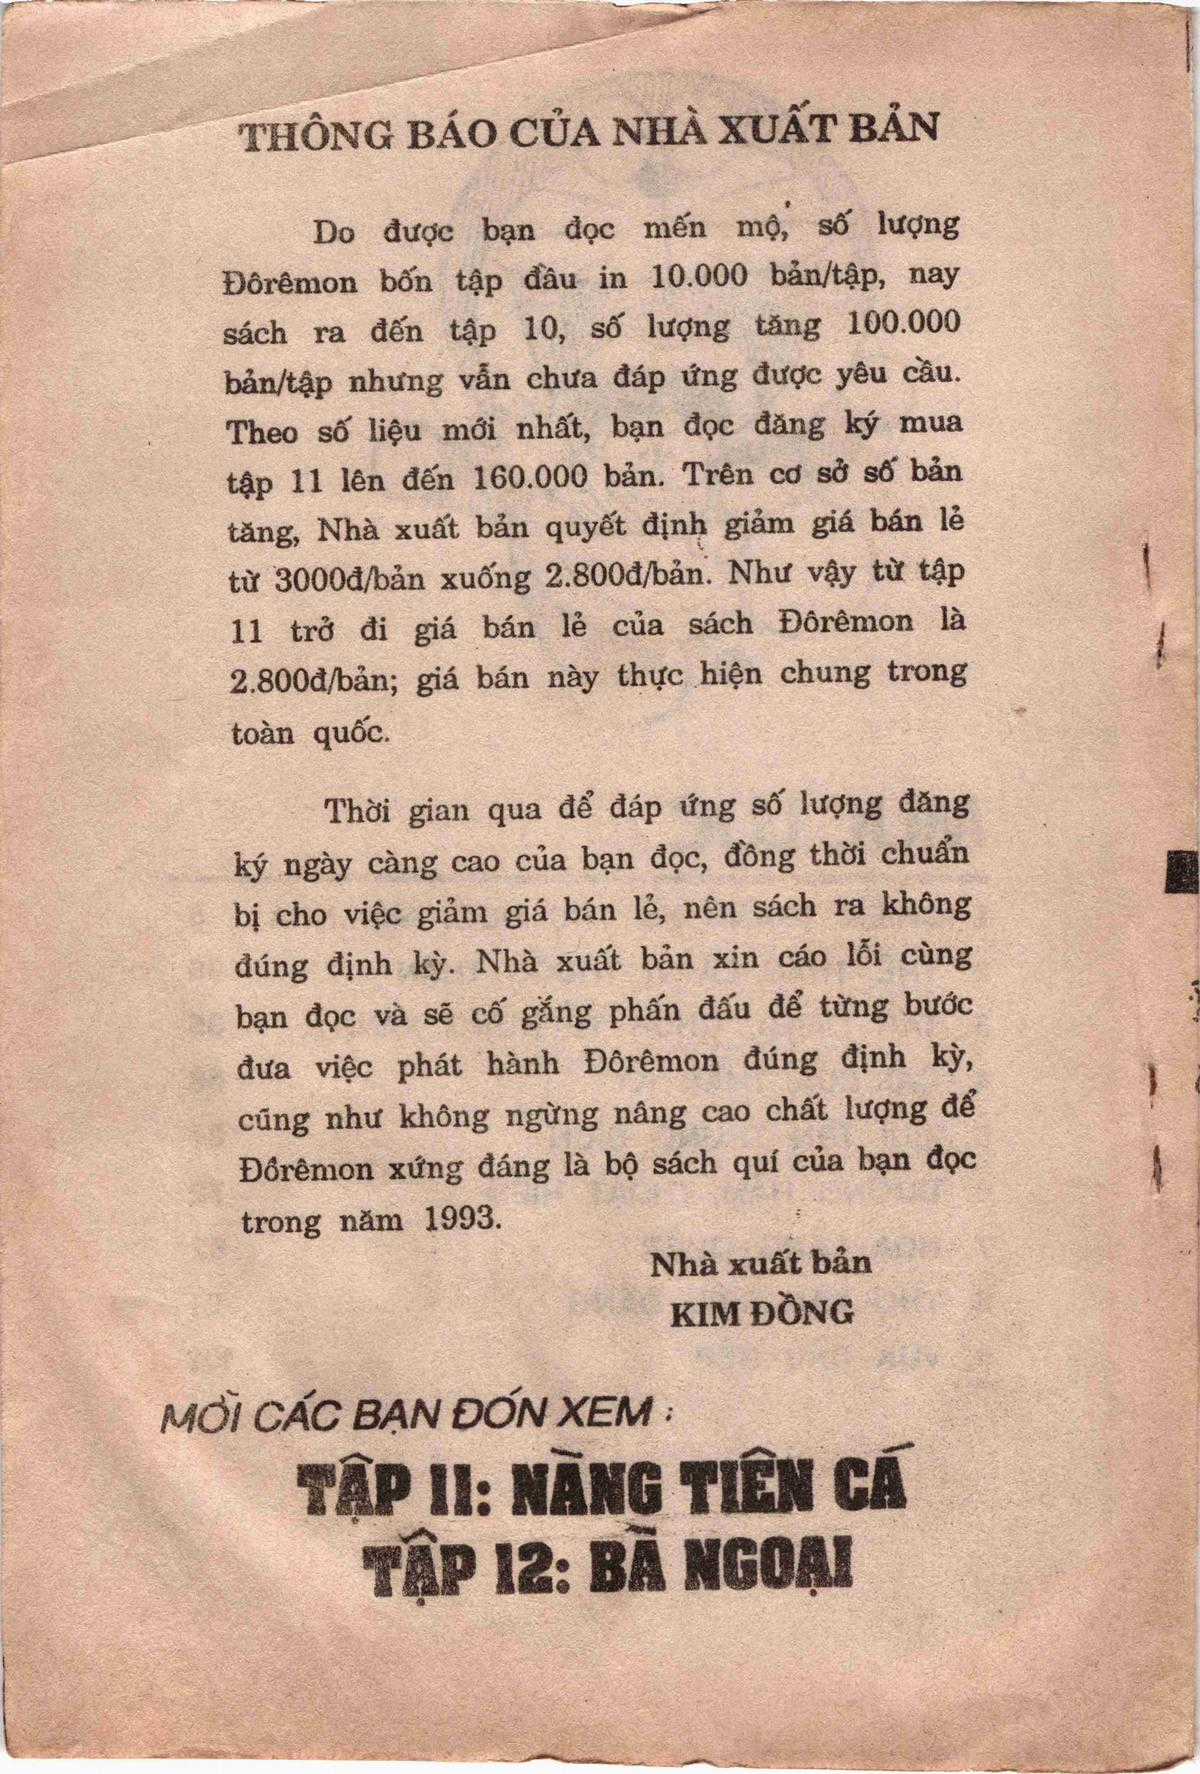 THÔNG BÁO CỦA NHÀ XUẤT BẢN
Do được bạn đọc mến mộ, số lượng
Đôrêmon bốn tập đầu in 10.000 bản/tập, nay
sách ra đến tập 10, số lượng tăng 100.000
bản/tập nhưng vẫn chưa đáp ứng được yêu cầu.
Theo số liệu mới nhất, bạn đọc đăng ký mua
tập 11 lên đến 160.000 bản. Trên cơ sở số bản
tăng, Nhà xuất bản quyết định giảm giá bán lẻ
từ 3000đ/bản xuống 2.800đ/bản. Như vậy từ tập
11 trở đi giá bán lẻ của sách Đôrêmon là
2.800đ/bản; giá bán này thực hiện chung trong
toàn quốc.
Thời gian qua để đáp ứng số lượng đăng
ký ngày càng cao của bạn đọc, đồng thời chuẩn
bị cho việc giảm giá bán lẻ, nên sách ra không
đúng định kỳ. Nhà xuất bản xin cáo lỗi cùng
bạn đọc và sẽ cố gắng phấn đấu để từng bước
đưa việc phát hành Đôrêmon đúng định kỳ,
cũng như không ngừng nâng cao chất lượng để
Đôrêmon xứng đáng là bộ sách quí của bạn đọc
trong năm 1993.
Nhà xuất bản
KIM ĐỒNG
MỜI CÁC BẠN ĐÓN XEM :
TẬP 11: NÀNG TIÊN CÁ
TẬP 12: BÀ NGOẠI